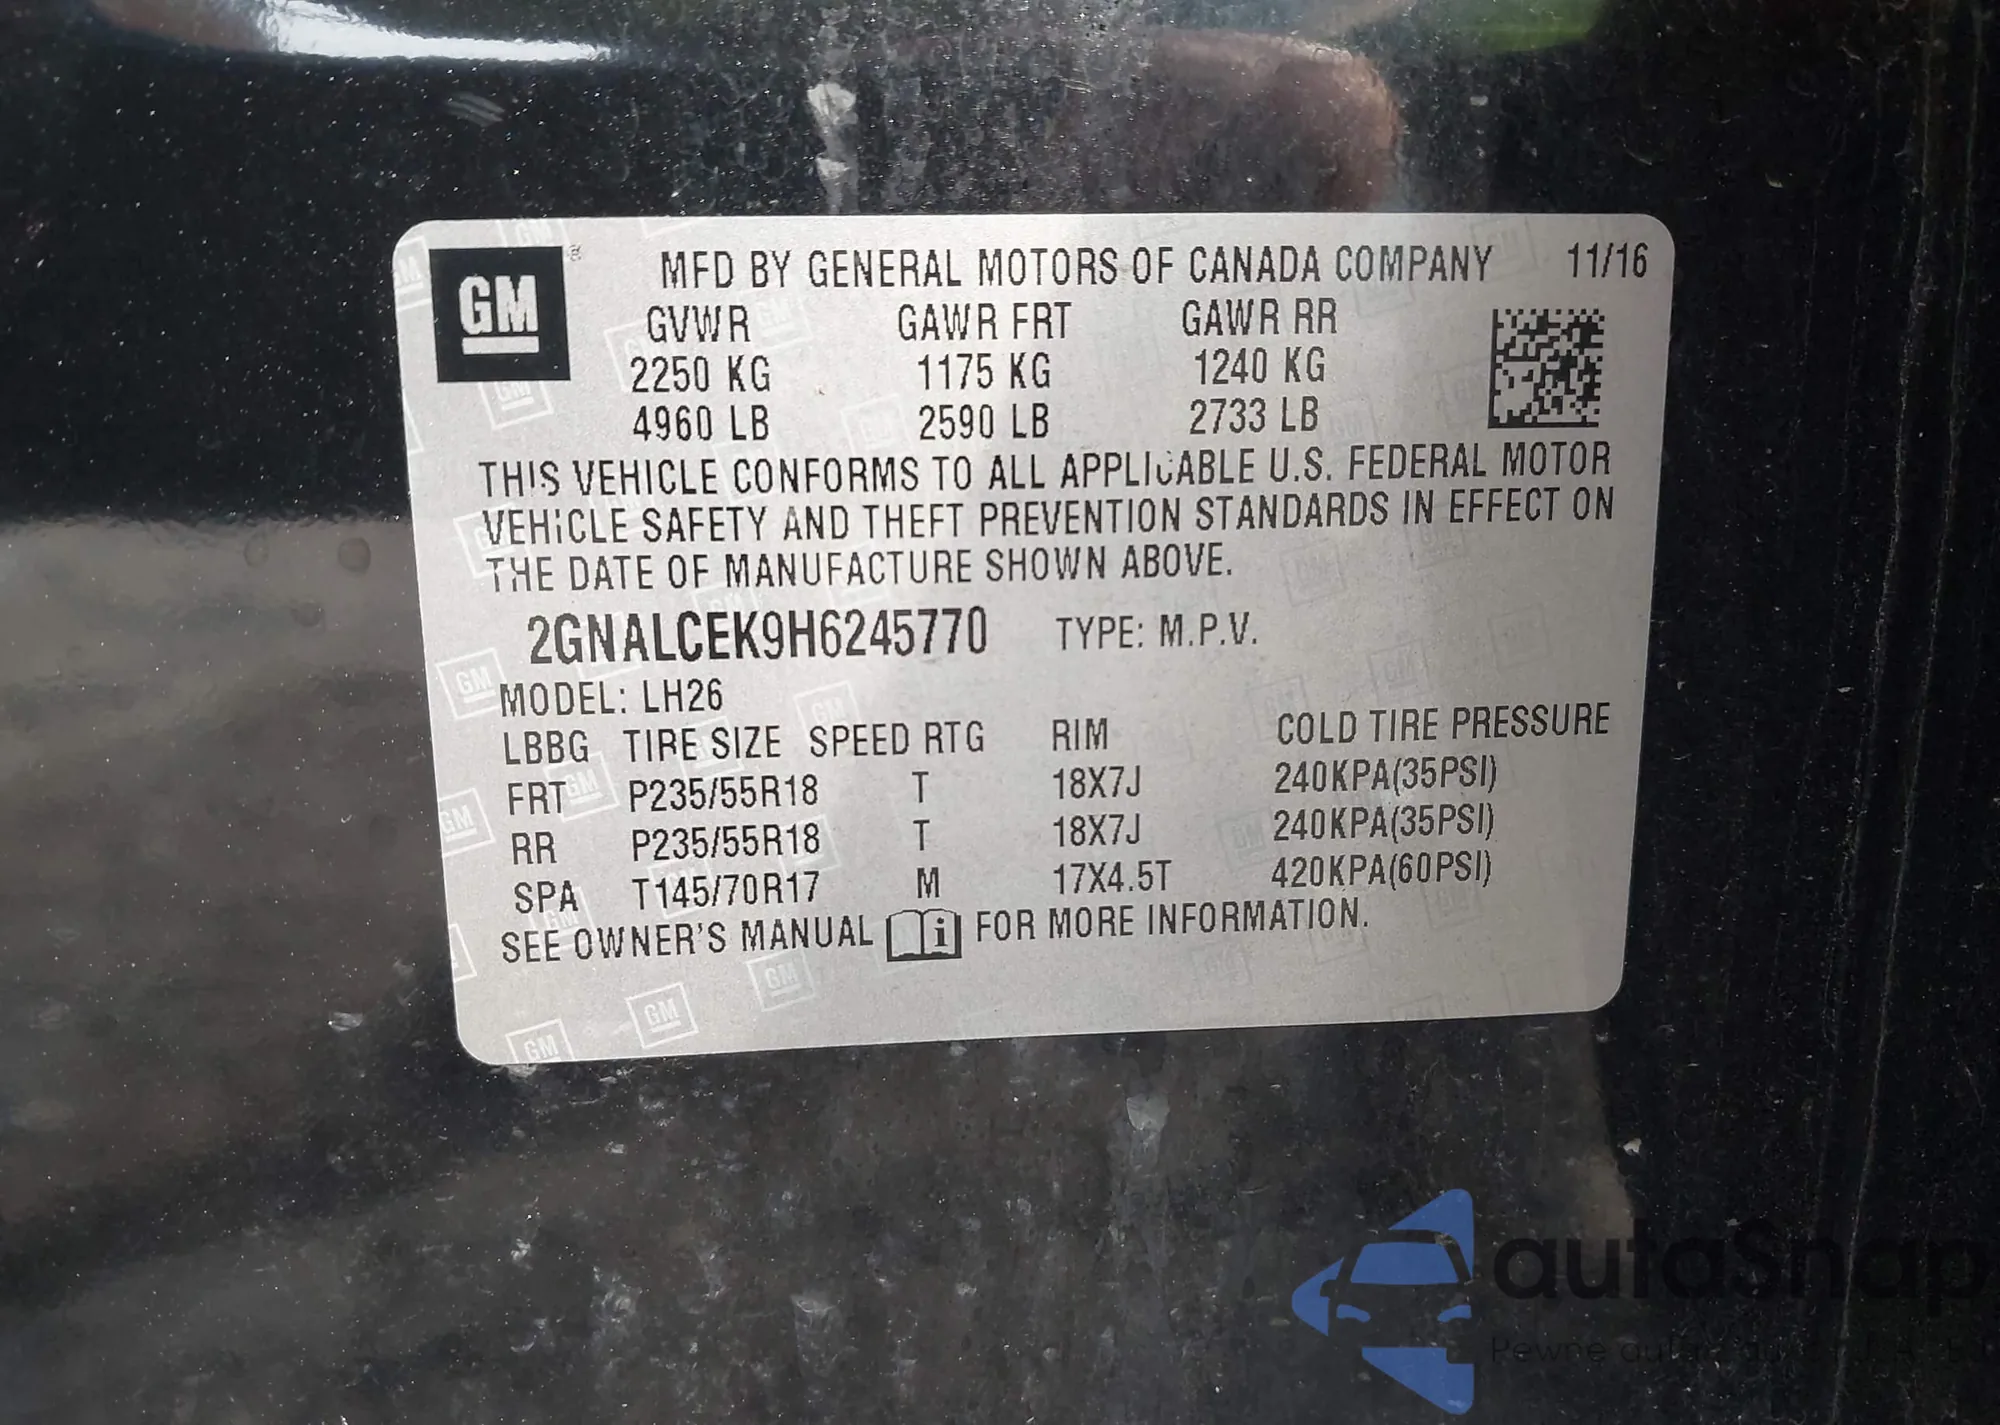 GM
MFD BY GENERAL MOTORS OF CANADA COMPANY 11/16
GVWR GAWR FRT GAWR RR
2250 KG 1175 KG 1240 KG
4960 LB 2590 LB 2733 LB
THIS VEHICLE CONFORMS TO ALL APPLICABLE U.S. FEDERAL MOTOR
VEHICLE SAFETY AND THEFT PREVENTION STANDARDS IN EFFECT ON
THE DATE OF MANUFACTURE SHOWN ABOVE.
2GNALCEK9H6245770 TYPE: M.P.V.
MODEL: LH26
LBBG TIRE SIZE SPEED RTG RIM COLD TIRE PRESSURE
FRT P235/55R18 T 18X7J 240KPA(35PSI)
RR P235/55R18 T 18X7J 240KPA(35PSI)
SPA T145/70R17 M 17X4.5T 420KPA(60PSI)
SEE OWNER'S MANUAL i FOR MORE INFORMATION.
autaSnap
Pewne auta